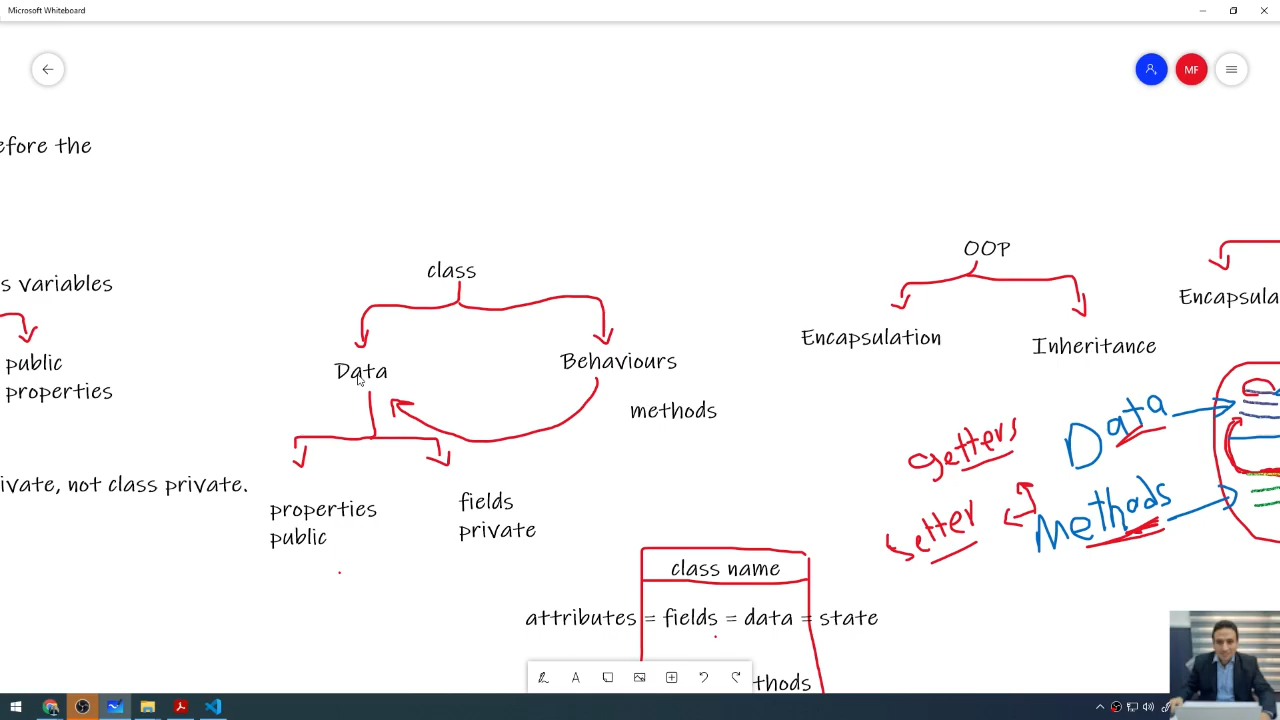 Microsoft Whiteboard
MF
efore the
s variables
public
properties
ivate, not class private.
class
Data
Behaviours
methods
properties
public
fields
private
OOP
Encapsulation
Inheritance
Encapsula
Data
Methods
getters
setter
class name
attributes = fields = data = state
thods